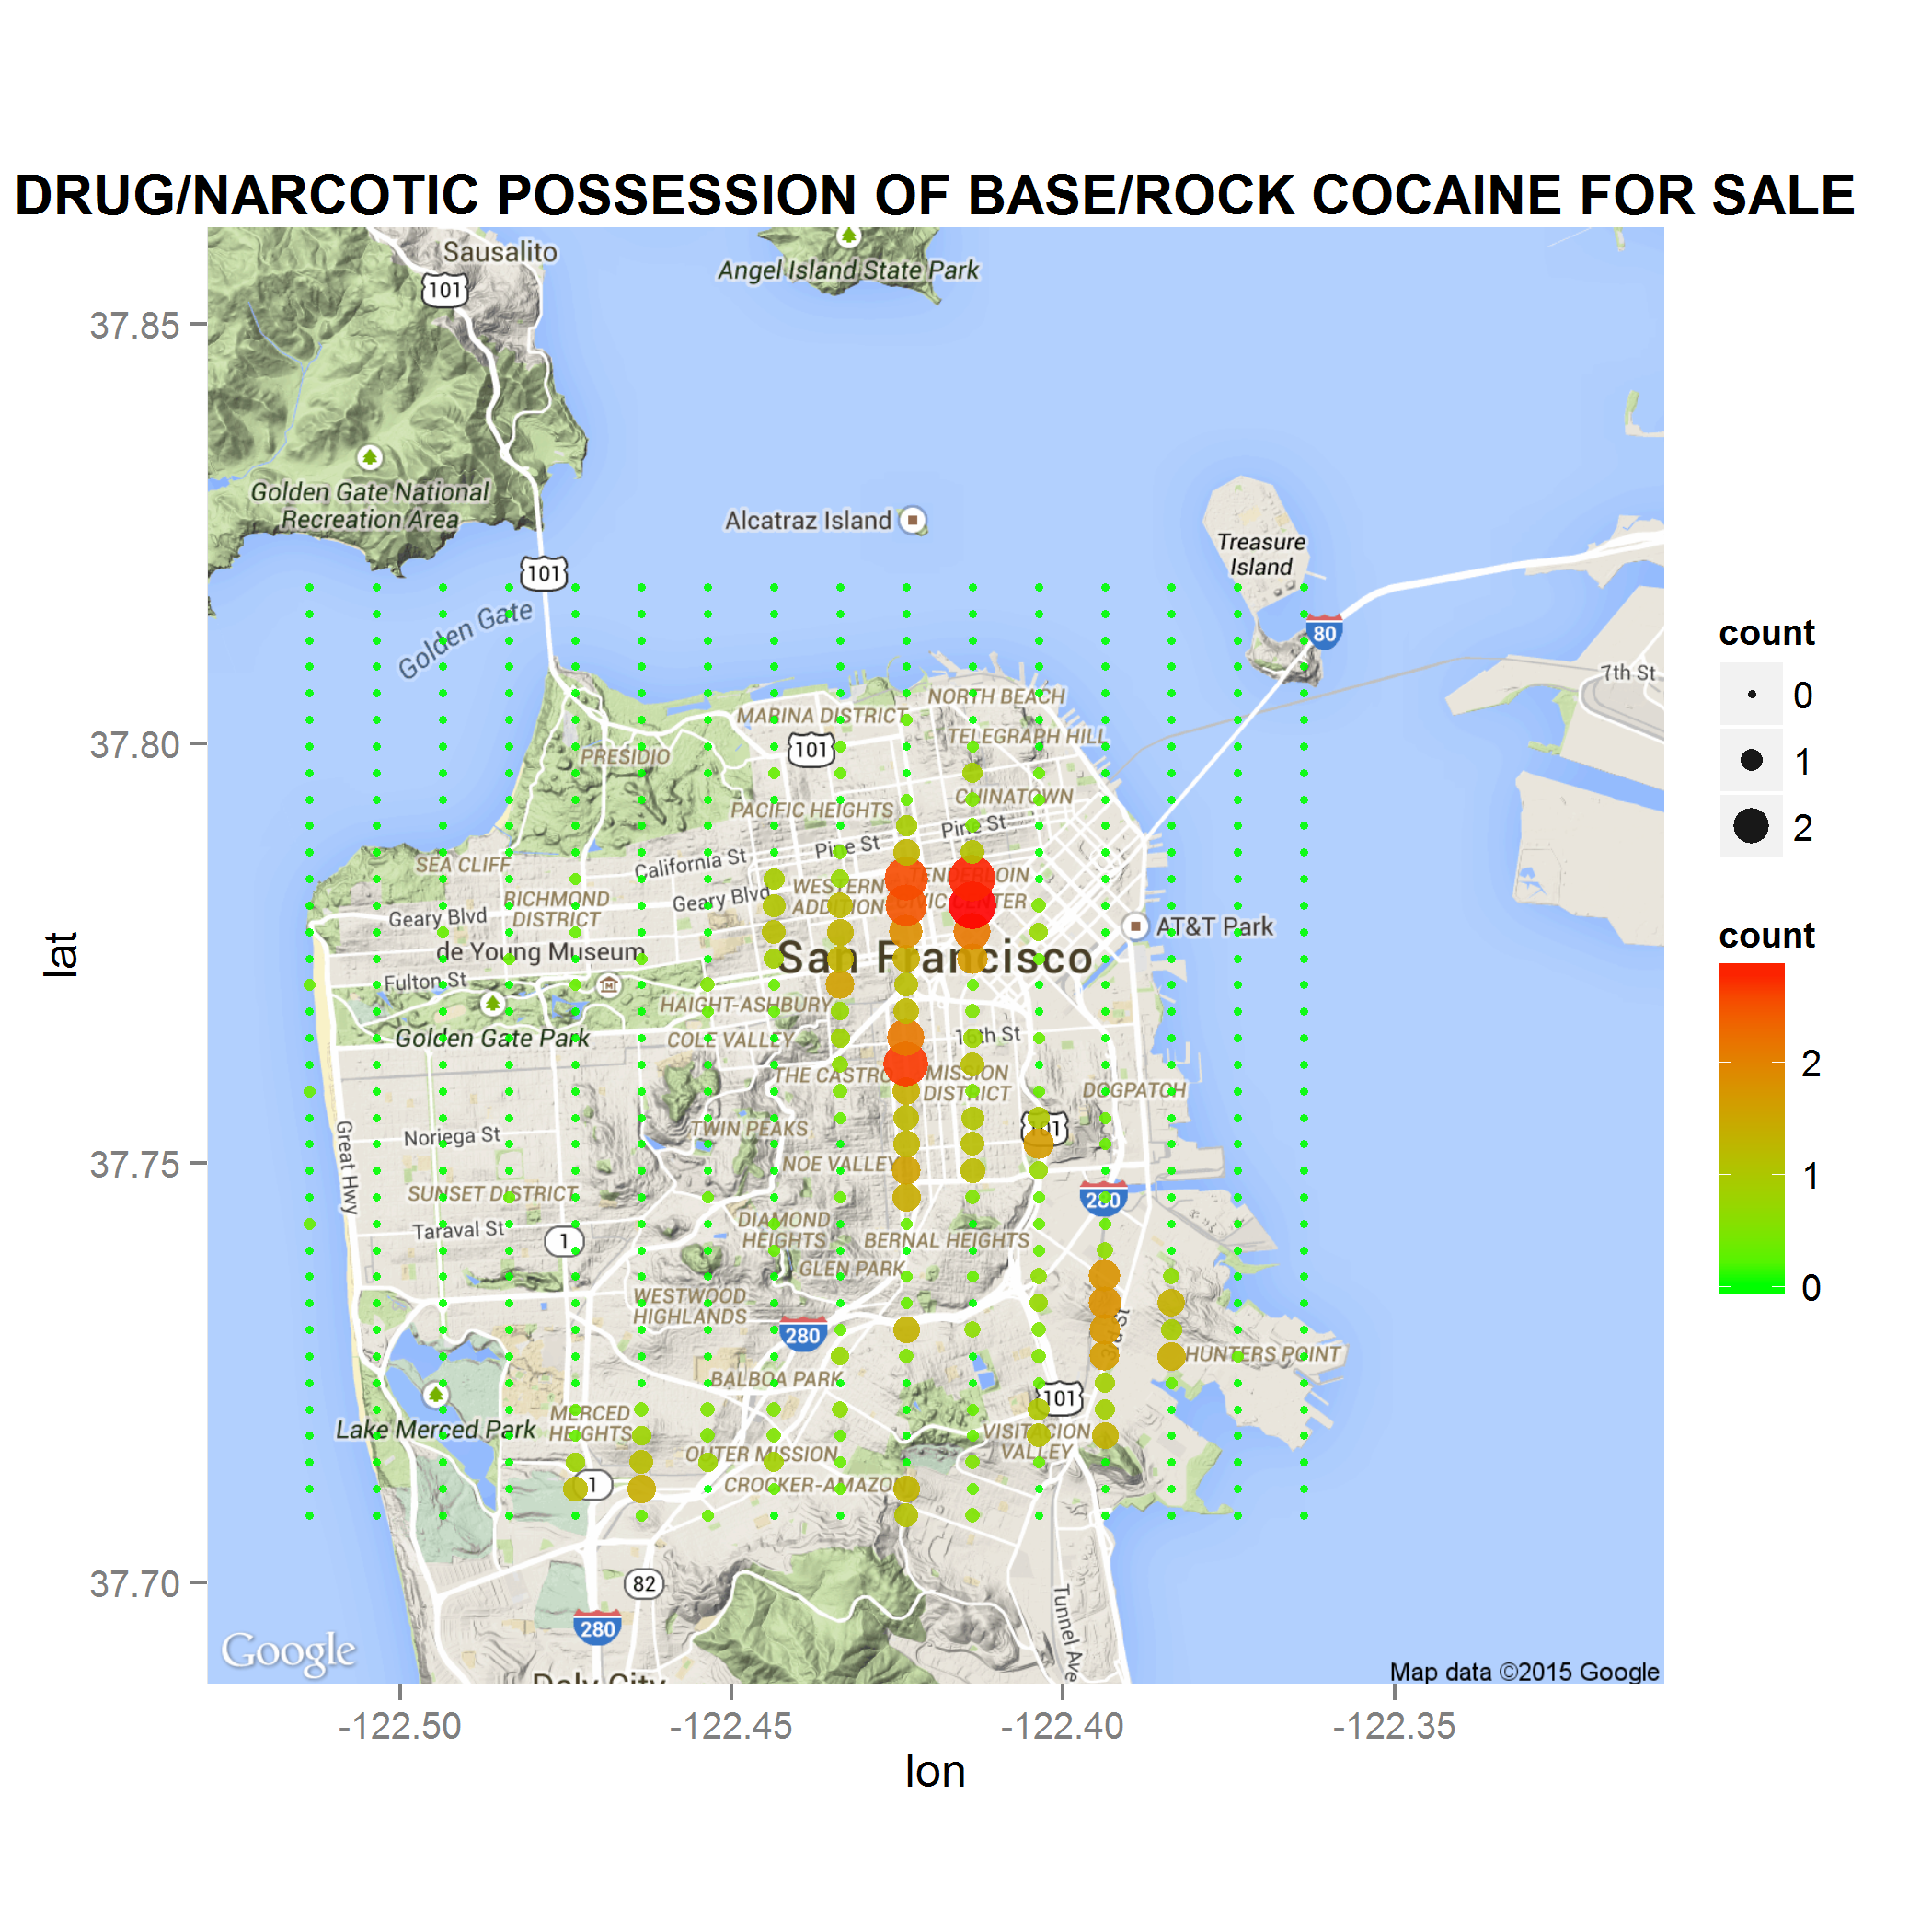 DRUG/NARCOTIC POSSESSION OF BASE/ROCK COCAINE FOR SALE
Sausalito
101
Angel Island State Park
37.85
Golden Gate National
Recreation Area
Alcatraz Island
Treasure
Island
101
Golden Gate
80
7th St
count
0
1
2
NORTH BEACH
MARINA DISTRICT
TELEGRAPH HILL
37.80
101
PRESIDIO
CHINATOWN
PACIFIC HEIGHTS
Pine St
Pine St
California St
SEA CLIFF
TENDERLOIN
WESTERN
ADDITION
CIVIC CENTER
RICHMOND
DISTRICT
Geary Blvd
Geary Blvd
AT&T Park
count
2
1
0
lat
de Young Museum
San Francisco
Fulton St
HAIGHT-ASHBURY
Golden Gate Park
COLE VALLEY
16th St
THE CASTRO
MISSION
DISTRICT
DOGPATCH
Great Hwy
Noriega St
TWIN PEAKS
101
37.75
NOE VALLEY
SUNSET DISTRICT
280
Taraval St
1
DIAMOND
HEIGHTS
BERNAL HEIGHTS
GLEN PARK
WESTWOOD
HIGHLANDS
280
3rd St
HUNTERS POINT
BALBOA PARK
101
Lake Merced Park
MERCED
HEIGHTS
VISITACION
VALLEY
OUTER MISSION
1
CROCKER-AMAZON
37.70
82
280
Tunnel Ave
Google
Daly City
Map data ©2015 Google
-122.50
-122.45
-122.40
-122.35
lon